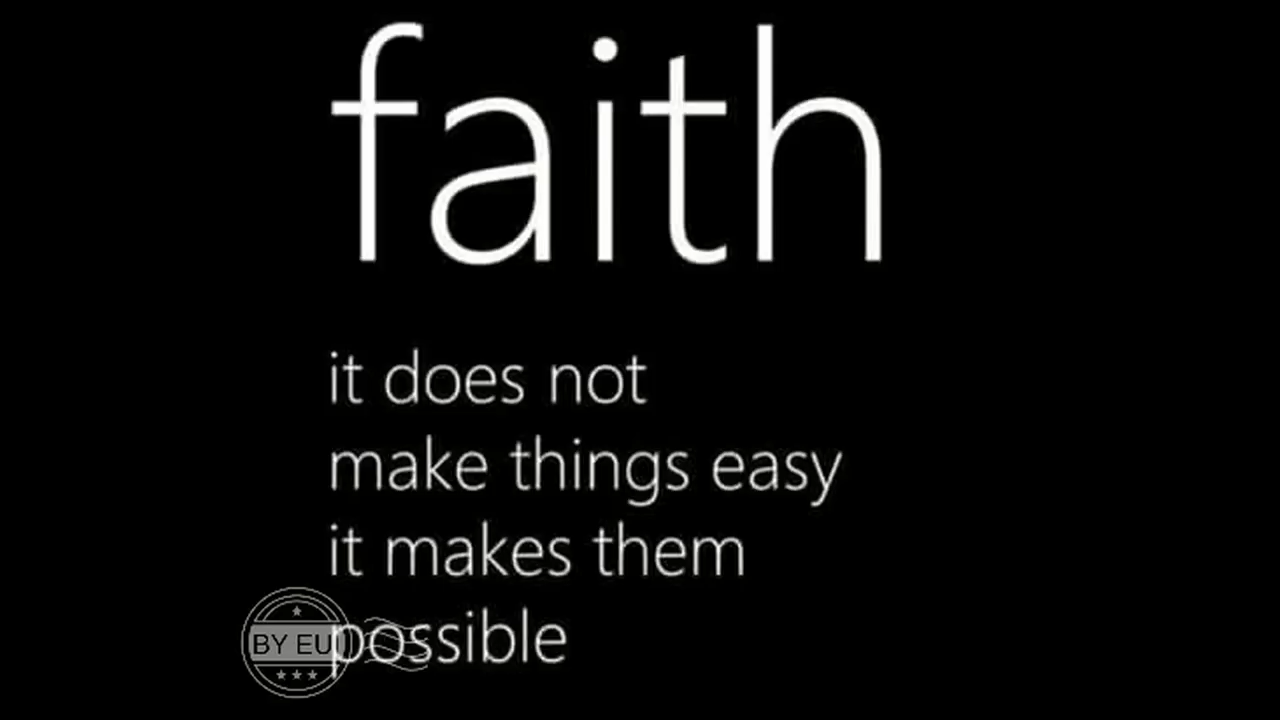 faith
it does not
make things easy
it makes them
possible
BY EU